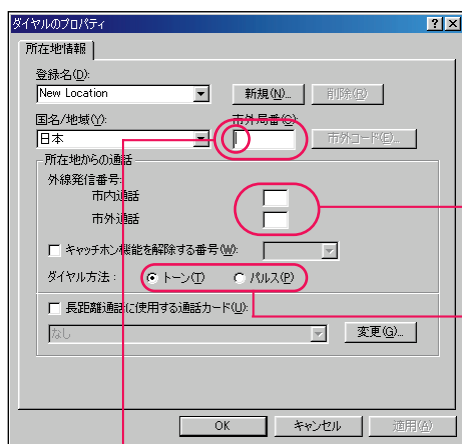 ダイヤルのプロパティ
所在地情報
登録名(D):
New Location 新規(N)... 削除(R)
国名/地域(Y): 市外局番(C):
日本 市外コード(E)...
所在地からの通話
外線発信番号:
市内通話
市外通話
キャッチホン機能を解除する番号(W):
ダイヤル方法: トーン(T) パルス(P)
長距離通話に使用する通話カード(U):
なし 変更(G)...
OK キャンセル 適用(A)